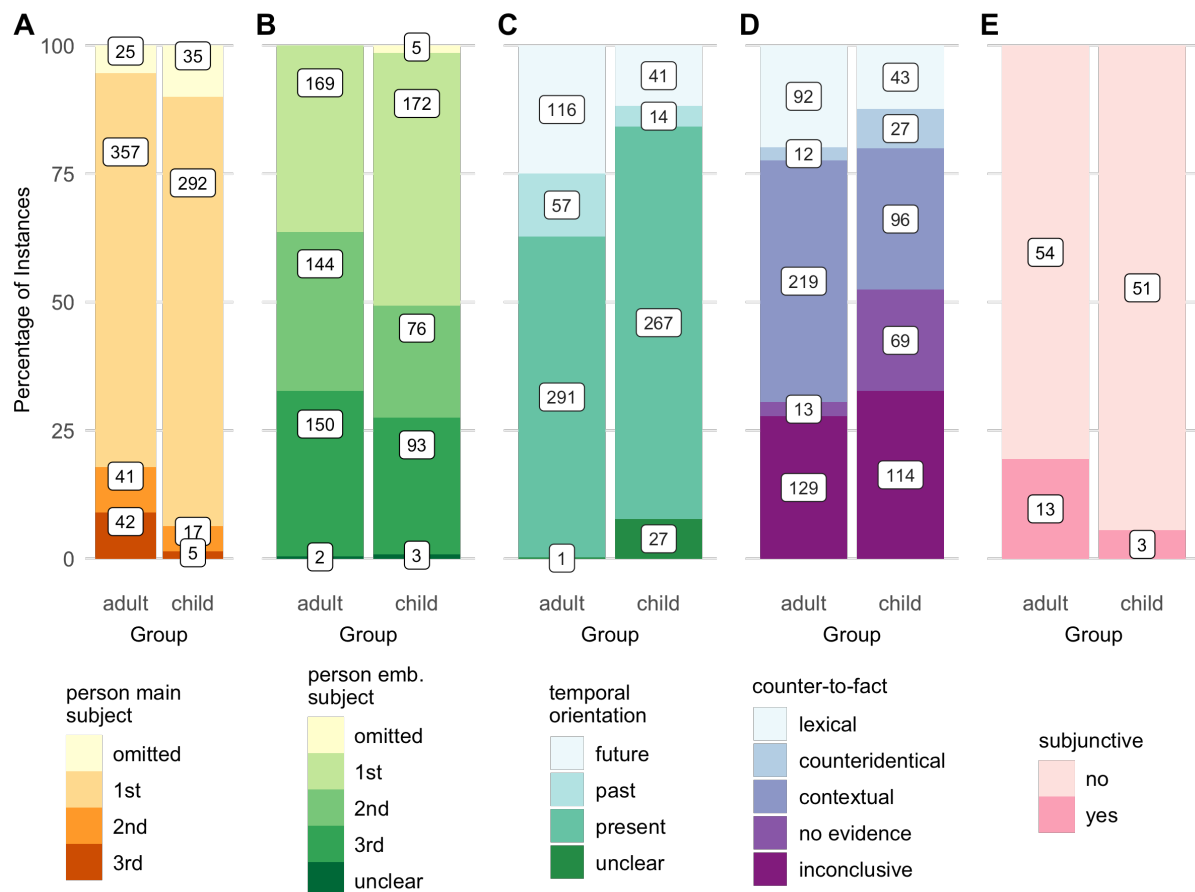 A B C D E
100
75
50
25
0
Percentage of Instances
25 35
357 292
41 17
42 5
adult child
Group
5
169 172
144 76
150 93
2 3
adult child
Group
116 41
57 14
291 267
1 27
adult child
Group
92 43
12 27
219 96
13 69
129 114
adult child
Group
54 51
13 3
adult child
Group
person main
subject
omitted
1st
2nd
3rd
person emb.
subject
omitted
1st
2nd
3rd
unclear
temporal
orientation
future
past
present
unclear
counter-to-fact
lexical
counteridentical
contextual
no evidence
inconclusive
subjunctive
no
yes